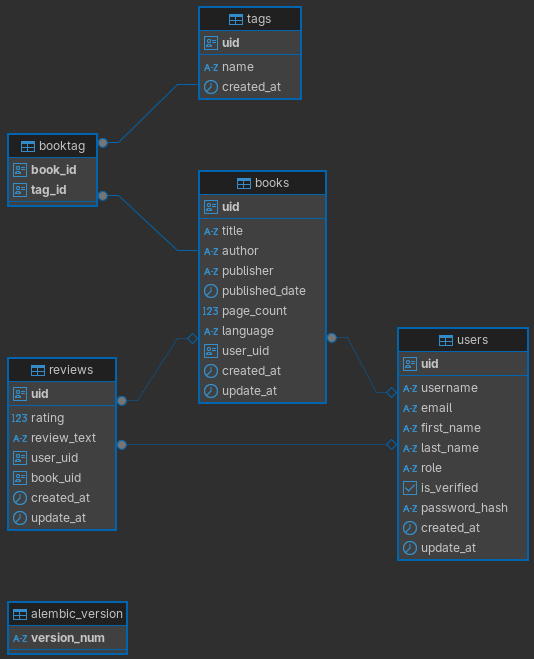 tags
uid
A-Z name
created_at
booktag
book_id
tag_id
books
uid
A-Z title
A-Z author
A-Z publisher
published_date
123 page_count
A-Z language
user_uid
created_at
update_at
users
uid
A-Z username
A-Z email
A-Z first_name
A-Z last_name
A-Z role
is_verified
A-Z password_hash
created_at
update_at
reviews
uid
123 rating
A-Z review_text
user_uid
book_uid
created_at
update_at
alembic_version
A-Z version_num